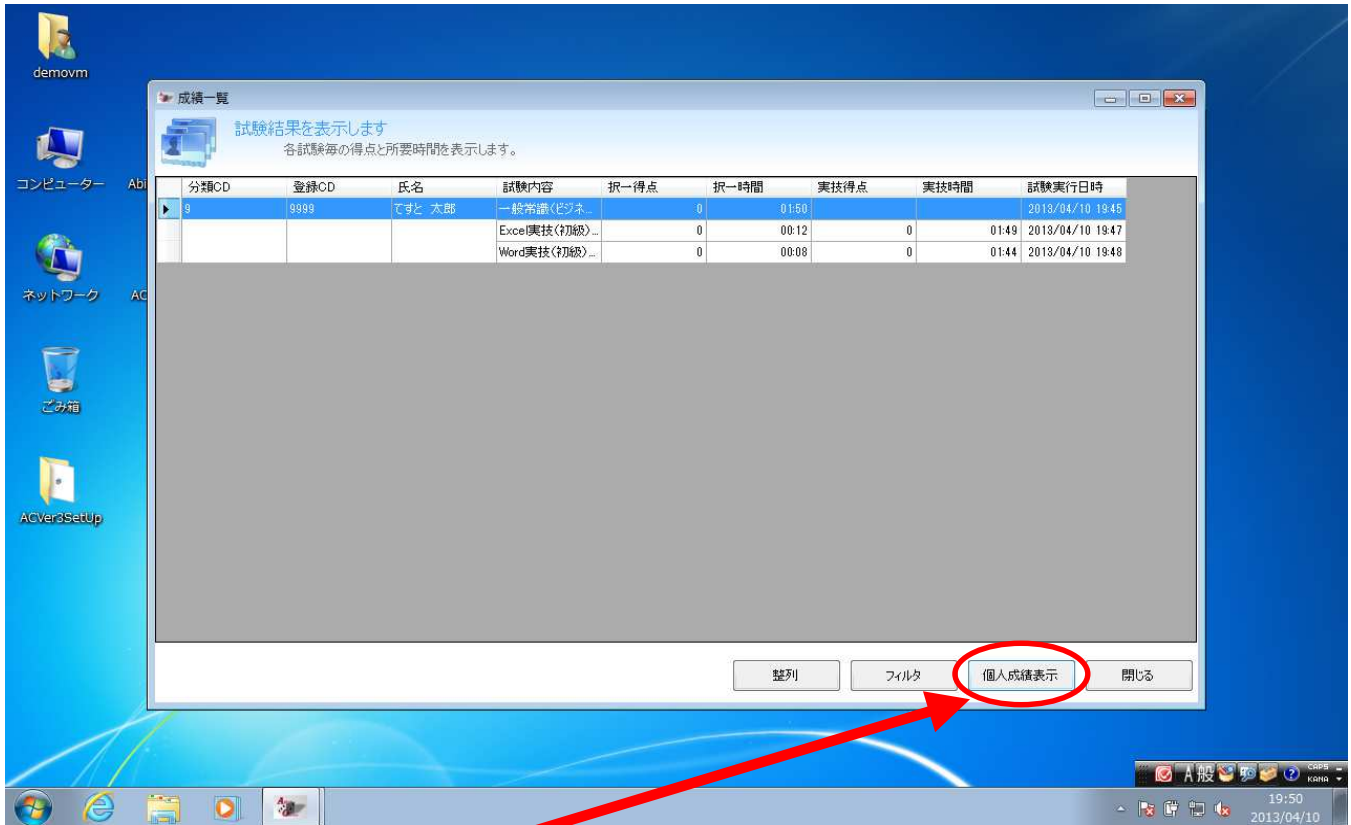 demovm
コンピューター
Abi
ネットワーク
AC
ごみ箱
ACVer3SetUp
成績一覧
試験結果を表示します
各試験毎の得点と所要時間を表示します。
分類CD 登録CD 氏名 試験内容 択一得点 択一時間 実技得点 実技時間 試験実行日時
9 9999 てすと 太郎 一般常識(ビジネ... 0 01:50 2013/04/10 19:45
Excel実技(初級)... 0 00:12 0 01:49 2013/04/10 19:47
Word実技(初級)... 0 00:08 0 01:44 2013/04/10 19:48
整列 フィルタ 個人成績表示 閉じる
A 般 CAPS KANA
19:50
2013/04/10